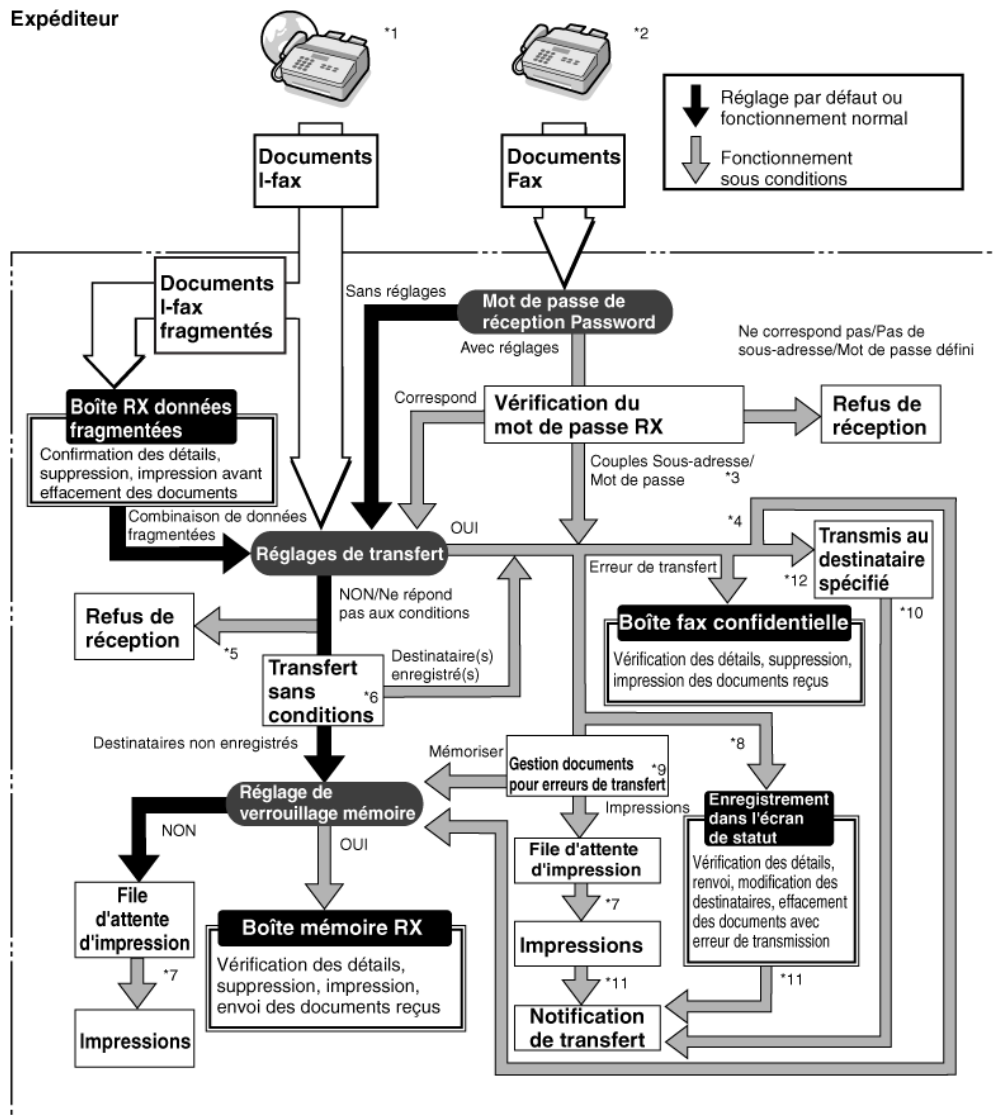 Expéditeur
*1
*2
Réglage par défaut ou
fonctionnement normal
Fonctionnement
sous conditions
Documents
I-fax
Documents
Fax
Documents
I-fax
fragmentés
Sans réglages
Mot de passe de
réception Password
Avec réglages
Ne correspond pas/Pas de
sous-adresse/Mot de passe défini
Boîte RX données
fragmentées
Confirmation des détails,
suppression, impression avant
effacement des documents
Correspond
Vérification du
mot de passe RX
Refus de
réception
Couples Sous-adresse/
Mot de passe *3
Combinaison de données
fragmentées
OUI
*4
Réglages de transfert
Erreur de transfert
*12
Transmis au
destinataire
spécifié
*10
NON/Ne répond
pas aux conditions
Refus de
réception
*5
Boîte fax confidentielle
Vérification des détails, suppression,
impression des documents reçus
Transfert
sans
conditions
*6
Destinataire(s)
enregistré(s)
Destinataires non enregistrés
Mémoriser
Gestion documents
pour erreurs de transfert
*9
*8
Réglage de
verrouillage mémoire
Impressions
Enregistrement
dans l'écran
de statut
Vérification des détails,
renvoi, modification des
destinataires, effacement
des documents avec
erreur de transmission
NON
OUI
File d'attente
d'impression
*7
File
d'attente
d'impression
*7
Boîte mémoire RX
Vérification des détails,
suppression, impression,
envoi des documents reçus
Impressions
*11
*11
Impressions
Notification
de transfert